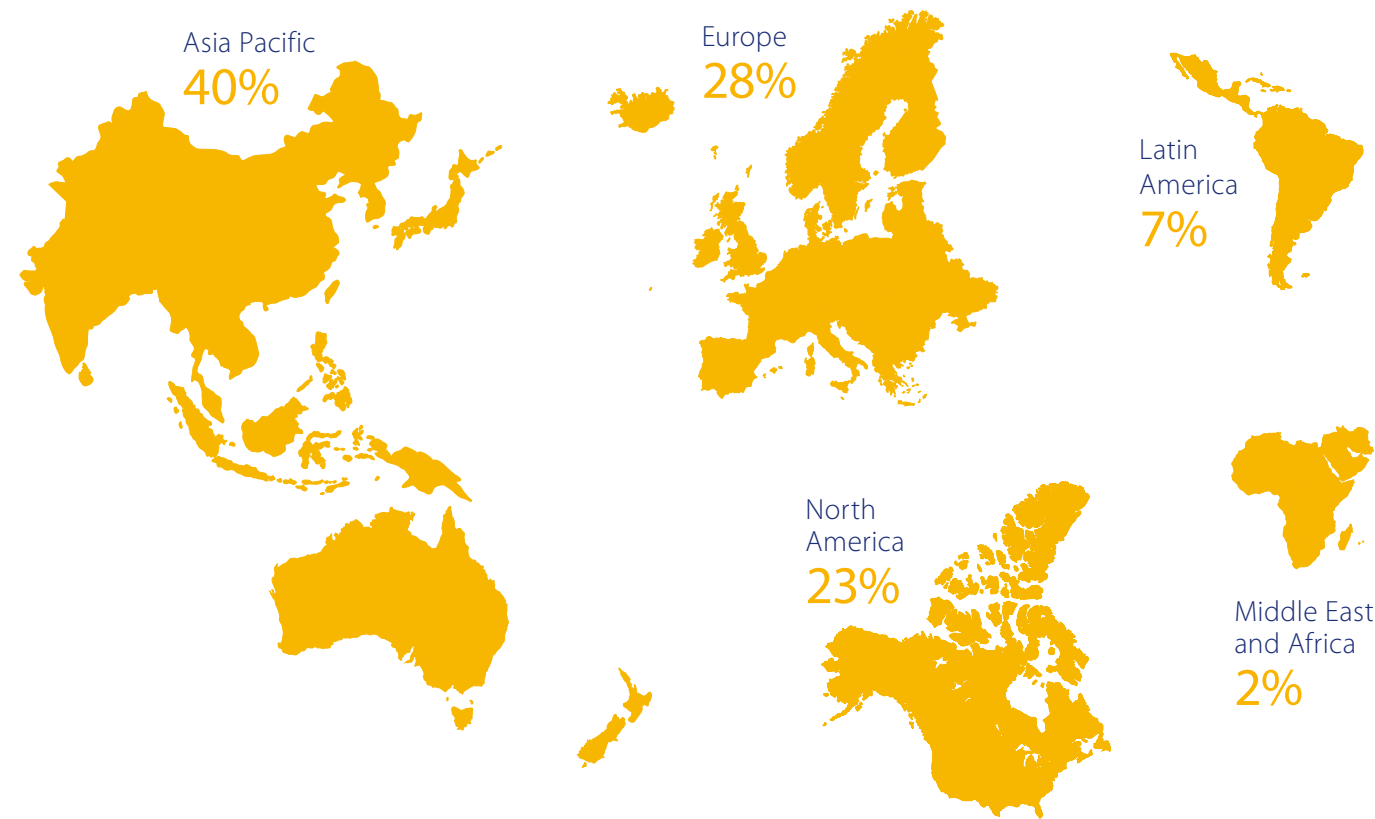 Asia Pacific
40%
Europe
28%
Latin
America
7%
North
America
23%
Middle East
and Africa
2%